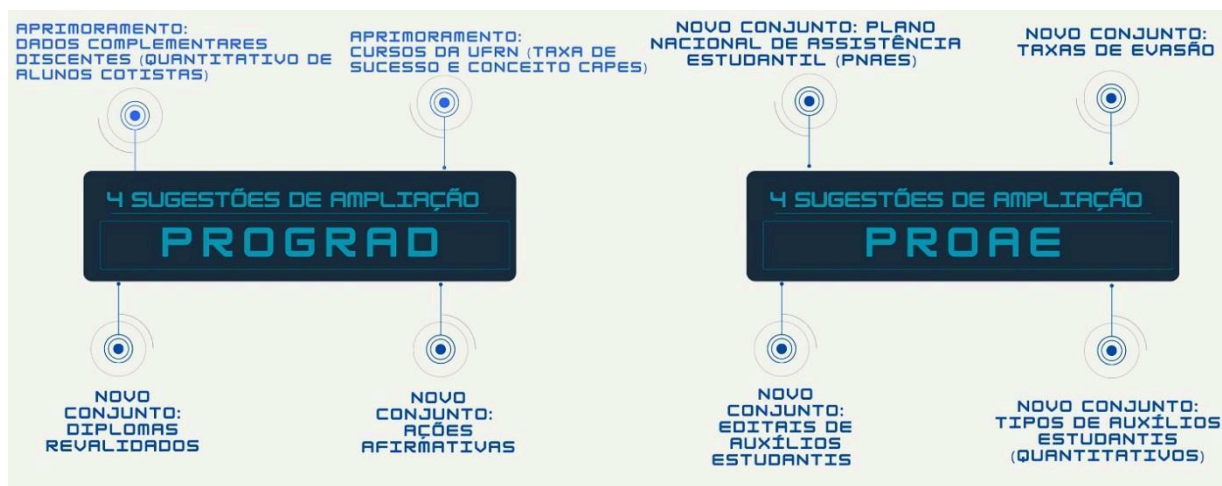 APRIMORAMENTO:
DADOS COMPLEMENTARES
DISCENTES (QUANTITATIVO DE
ALUNOS COTISTAS)
APRIMORAMENTO:
CURSOS DA UFRN (TAXA DE
SUCESSO E CONCEITO CAPES)
4 SUGESTÕES DE AMPLIAÇÃO
PROGRAD
NOVO
CONJUNTO:
DIPLOMAS
REVALIDADOS
NOVO
CONJUNTO:
AÇÕES
AFIRMATIVAS
NOVO CONJUNTO: PLANO
NACIONAL DE ASSISTÊNCIA
ESTUDANTIL (PNAES)
NOVO CONJUNTO:
TAXAS DE EVASÃO
4 SUGESTÕES DE AMPLIAÇÃO
PROAE
NOVO
CONJUNTO:
EDITAIS DE
AUXÍLIOS
ESTUDANTIS
NOVO CONJUNTO:
TIPOS DE AUXÍLIOS
ESTUDANTIS
(QUANTITATIVOS)